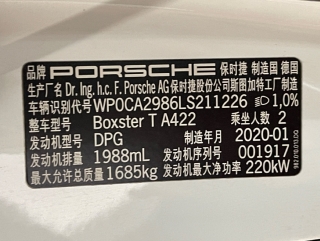 品牌 PORSCHE 保时捷 制造国 德国
生产厂名 Dr. Ing. h.c. F. Porsche AG保时捷股份公司斯图加特工厂制造
车辆识别代号 WP0CA2986LS211226 1,0%
整车型号 Boxster T A422 乘坐人数 2
发动机型号 DPG 制造年月 2020-01
发动机排量 1988mL 发动机序列号 001917
最大允许总质量 1685kg 发动机最大净功率 220kW